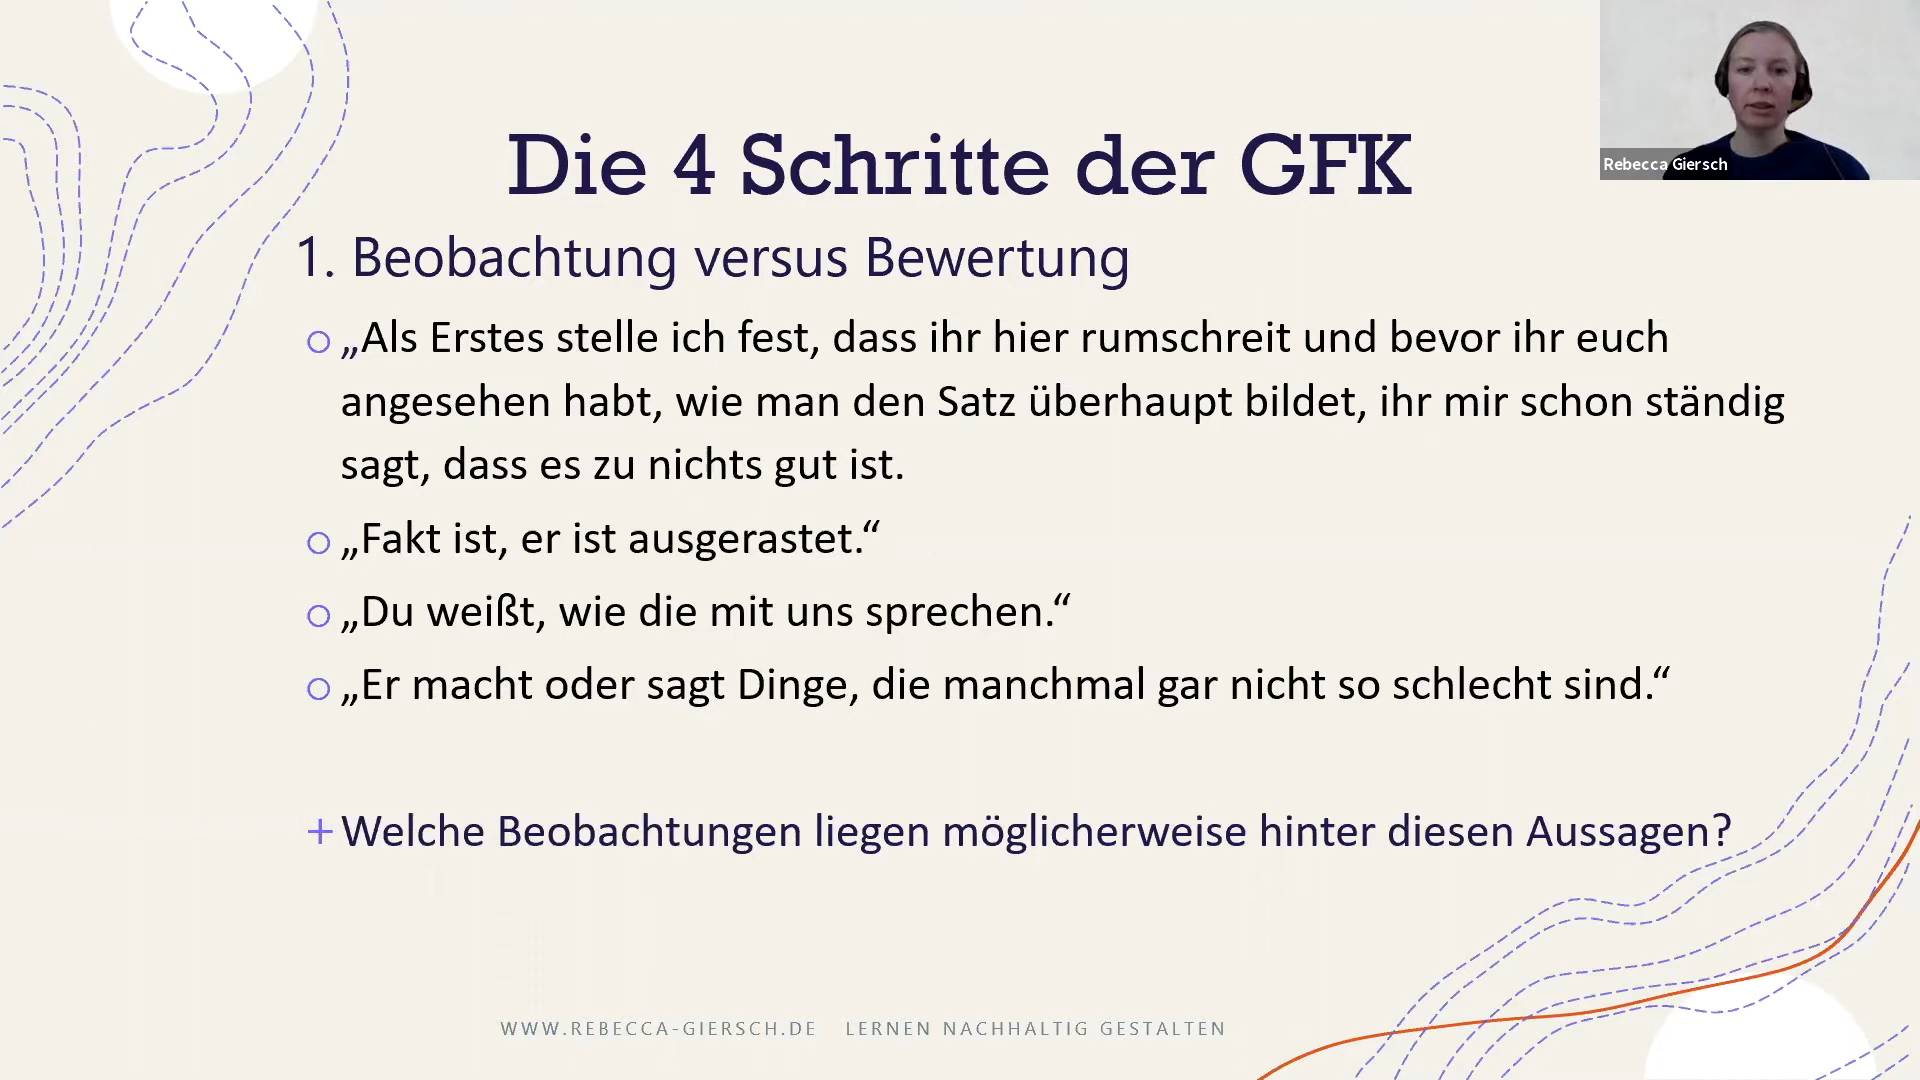 Rebecca Giersch
Die 4 Schritte der GFK
1. Beobachtung versus Bewertung
„Als Erstes stelle ich fest, dass ihr hier rumschreit und bevor ihr euch
angesehen habt, wie man den Satz überhaupt bildet, ihr mir schon ständig
sagt, dass es zu nichts gut ist.
„Fakt ist, er ist ausgerastet.“
„Du weißt, wie die mit uns sprechen.“
„Er macht oder sagt Dinge, die manchmal gar nicht so schlecht sind.“
+ Welche Beobachtungen liegen möglicherweise hinter diesen Aussagen?
WWW.REBECCA-GIERSCH.DE LERNEN NACHHALTIG GESTALTEN